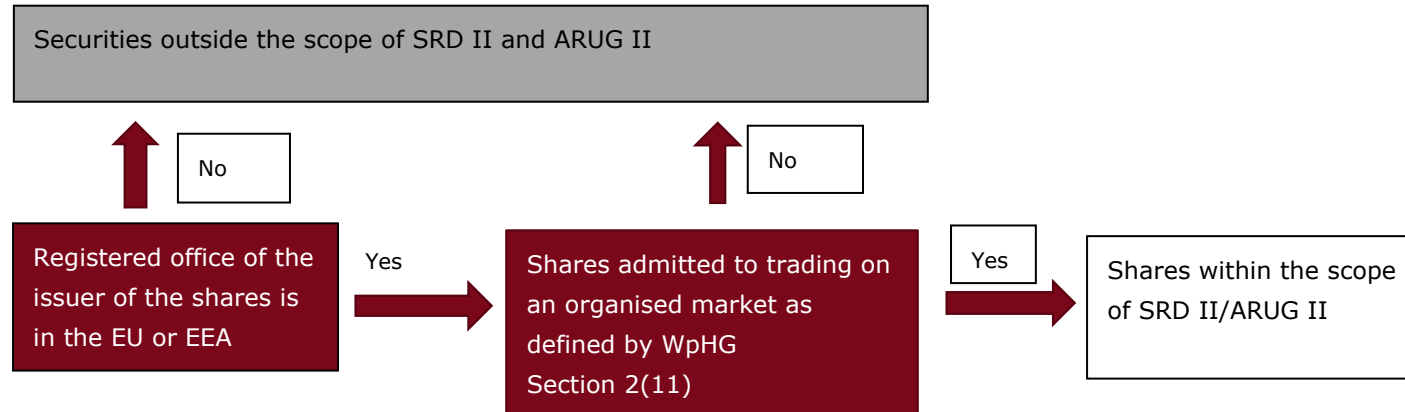 Securities outside the scope of SRD II and ARUG II
No
No
Registered office of the
issuer of the shares is
in the EU or EEA
Yes
Shares admitted to trading on
an organised market as
defined by WpHG
Section 2(11)
Yes
Shares within the scope
of SRD II/ARUG II